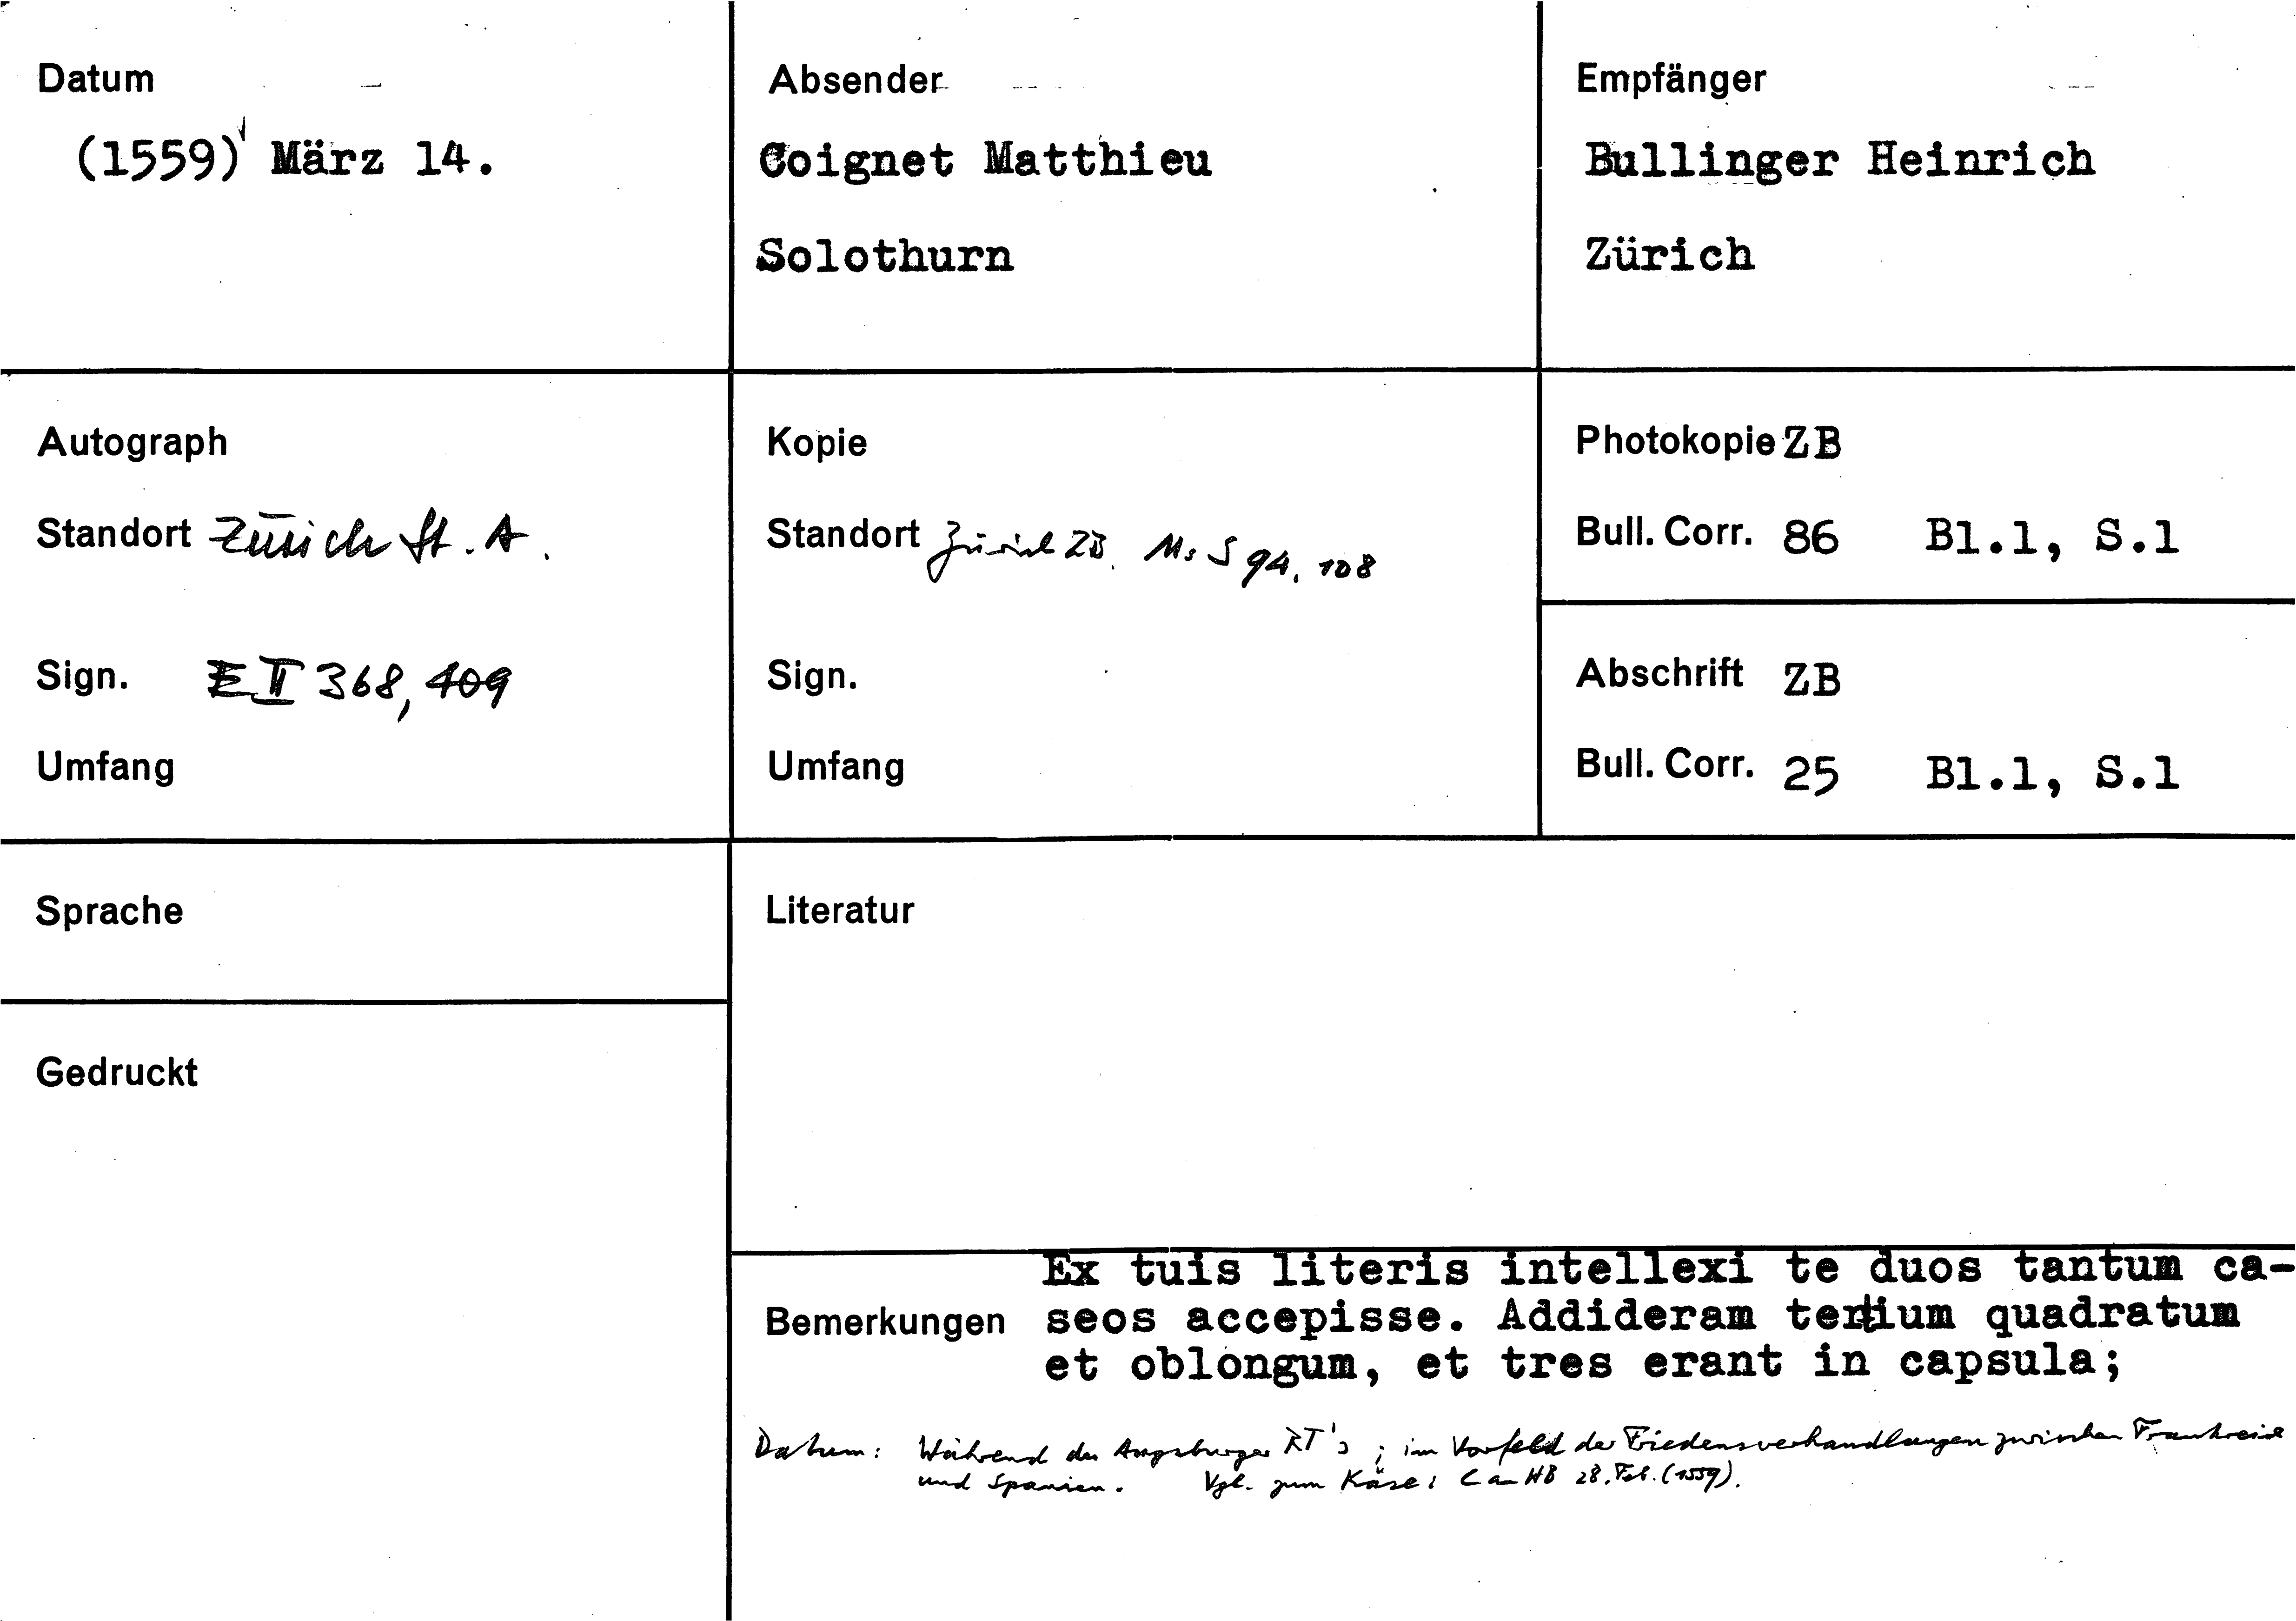 Datum
(1559) März 14.
Absender
Coignet Matthieu
Solothurn
Empfänger
Bullinger Heinrich
Zürich
Autograph
Standort Zürich St. A.
Sign. E II 368, 409
Umfang
Kopie
Standort Zürich ZB. Ms S 94, 108
Sign.
Umfang
Photokopie ZB
Bull. Corr. 86 Bl.1, S.1
Abschrift ZB
Bull. Corr. 25 Bl.1, S.1
Sprache
Literatur
Gedruckt
Ex tuis literis intellexi te duos tantum ca-
Bemerkungen seos accepisse. Addideram tertium quadratum
et oblongum, et tres erant in capsula;
Datum: Während des Augsburger RT's; im Vorfeld der Friedensverhandlungen zwischen Frankreich
und Spanien. Vgl. zum Käse: C an HB 28. Feb. (1559).